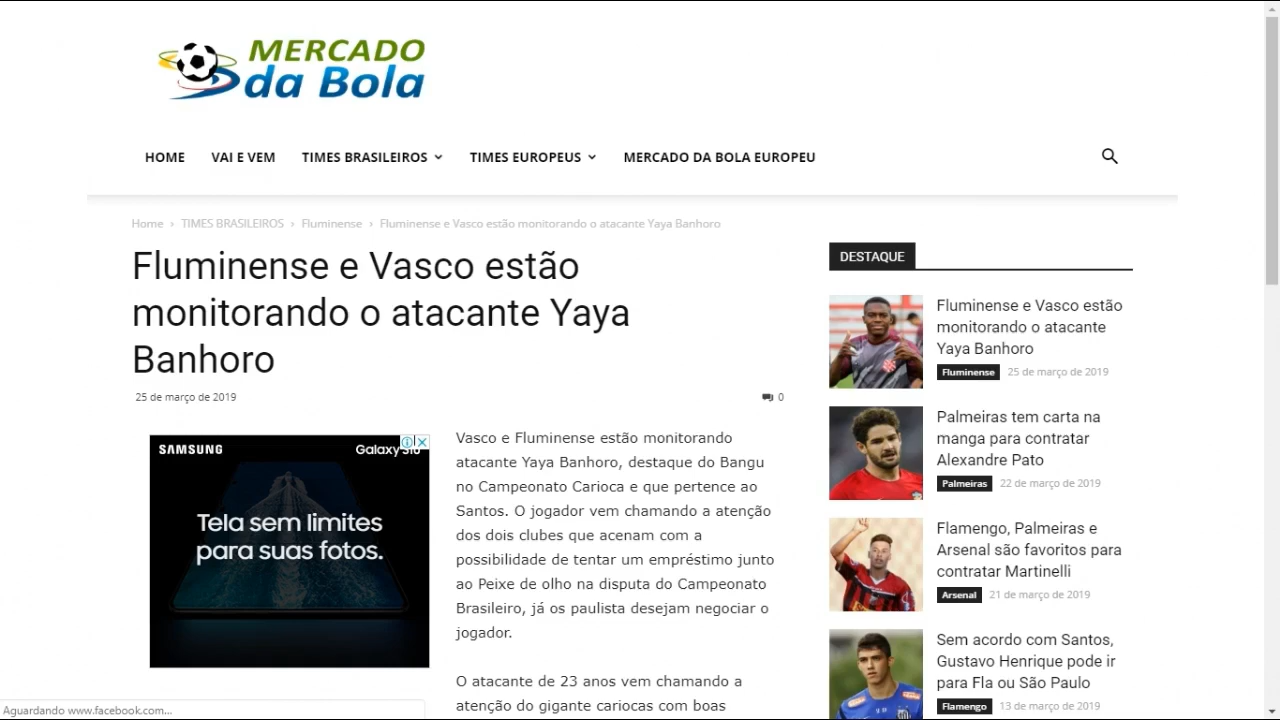 MERCADO
da Bola
HOME
VAI E VEM
TIMES BRASILEIROS
TIMES EUROPEUS
MERCADO DA BOLA EUROPEU
Home › TIMES BRASILEIROS › Fluminense › Fluminense e Vasco estão monitorando o atacante Yaya Banhoro
Fluminense e Vasco estão
monitorando o atacante Yaya
Banhoro
25 de março de 2019
0
SAMSUNG
Tela sem limites
para suas fotos.
Vasco e Fluminense estão monitorando
atacante Yaya Banhoro, destaque do Bangu
no Campeonato Carioca e que pertence ao
Santos. O jogador vem chamando a atenção
dos dois clubes que acenam com a
possibilidade de tentar um empréstimo junto
ao Peixe de olho na disputa do Campeonato
Brasileiro, já os paulista desejam negociar o
jogador.
O atacante de 23 anos vem chamando a
atenção do gigante cariocas com boas
DESTAQUE
Fluminense e Vasco estão
monitorando o atacante
Yaya Banhoro
Fluminense 25 de março de 2019
Palmeiras tem carta na
manga para contratar
Alexandre Pato
Palmeiras 22 de março de 2019
Flamengo, Palmeiras e
Arsenal são favoritos para
contratar Martinelli
Arsenal 21 de março de 2019
Sem acordo com Santos,
Gustavo Henrique pode ir
para Fla ou São Paulo
Flamengo 13 de março de 2019
Aguardando www.facebook.com...